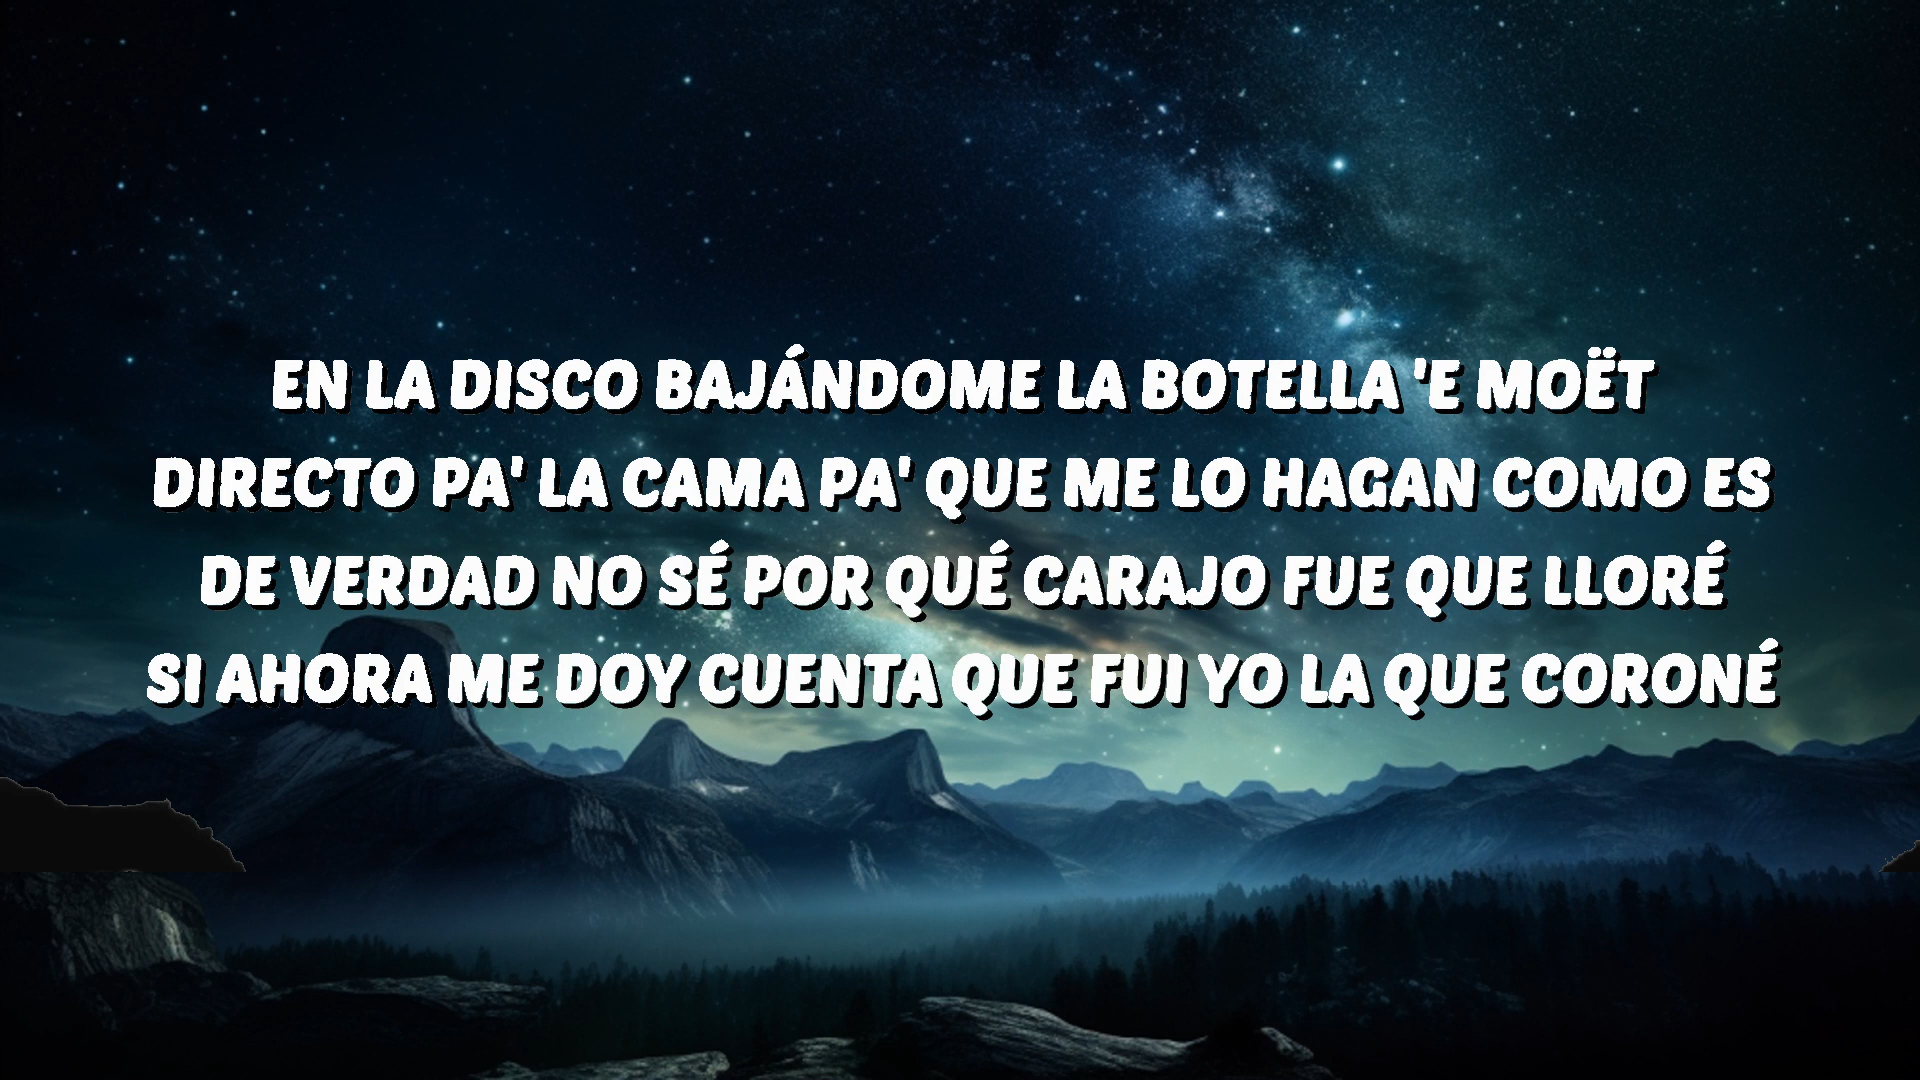 EN LA DISCO BAJÁNDOME LA BOTELLA 'E MOËT
DIRECTO PA' LA CAMA PA' QUE ME LO HAGAN COMO ES
DE VERDAD NO SÉ POR QUÉ CARAJO FUE QUE LLORÉ
SI AHORA ME DOY CUENTA QUE FUI YO LA QUE CORONÉ